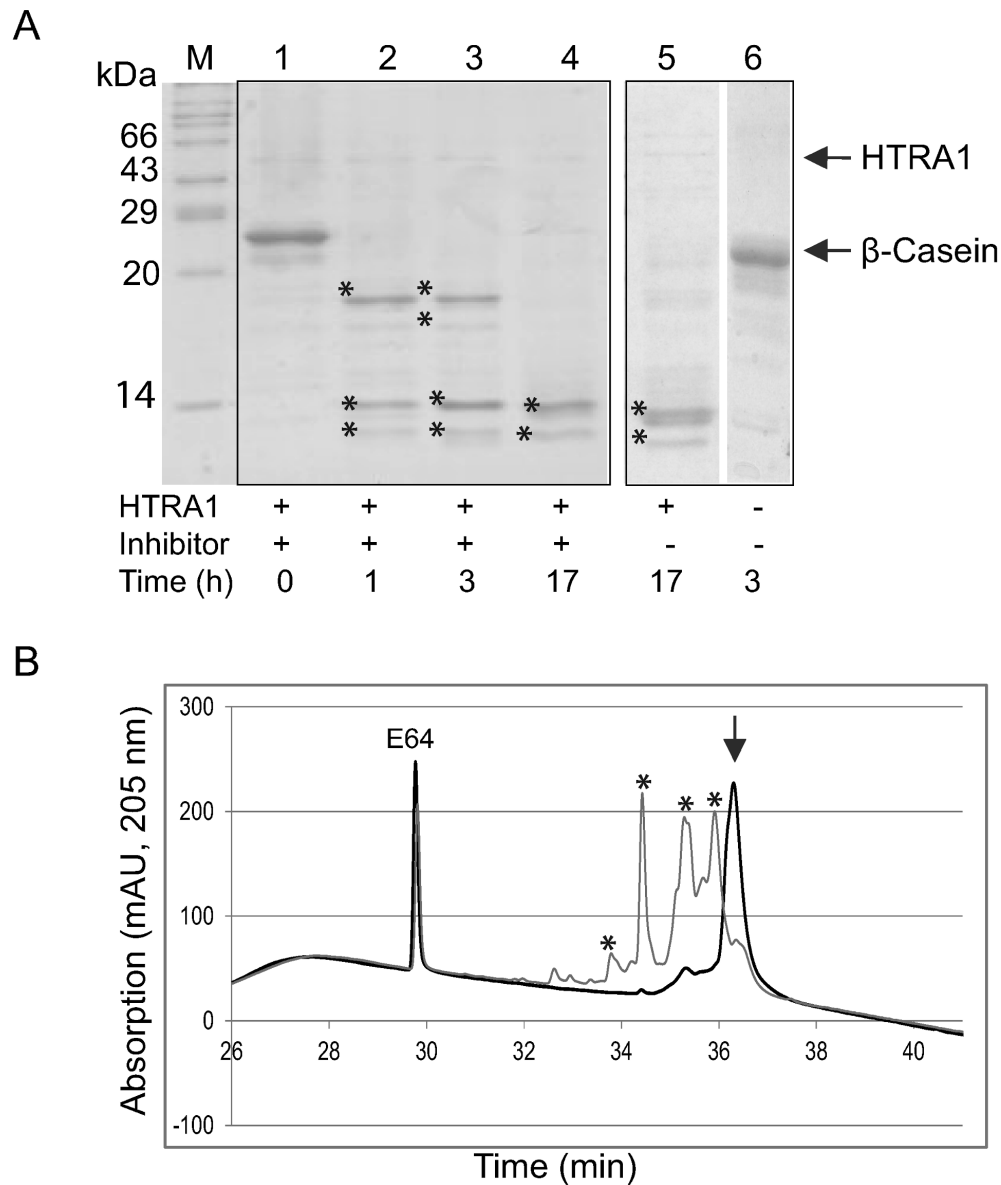 A
kDa M 1 2 3 4 5 6
66
43
29
20
14
HTRA1
β-Casein
* *
*
* * * *
* * * *
HTRA1 + + + + + -
Inhibitor + + + + - -
Time (h) 0 1 3 17 17 3
B
Absorption (mAU, 205 nm)
300
200
100
0
-100
E64
* * * *
26 28 30 32 34 36 38 40
Time (min)